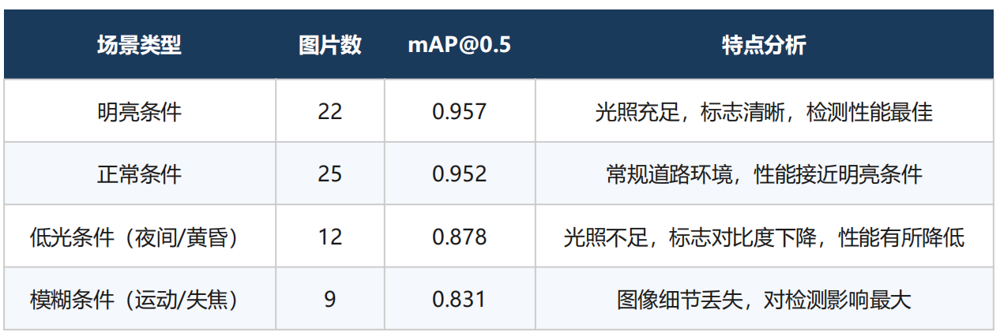 场景类型 图片数 mAP@0.5 特点分析
明亮条件 22 0.957 光照充足，标志清晰，检测性能最佳
正常条件 25 0.952 常规道路环境，性能接近明亮条件
低光条件（夜间/黄昏） 12 0.878 光照不足，标志对比度下降，性能有所降低
模糊条件（运动/失焦） 9 0.831 图像细节丢失，对检测影响最大